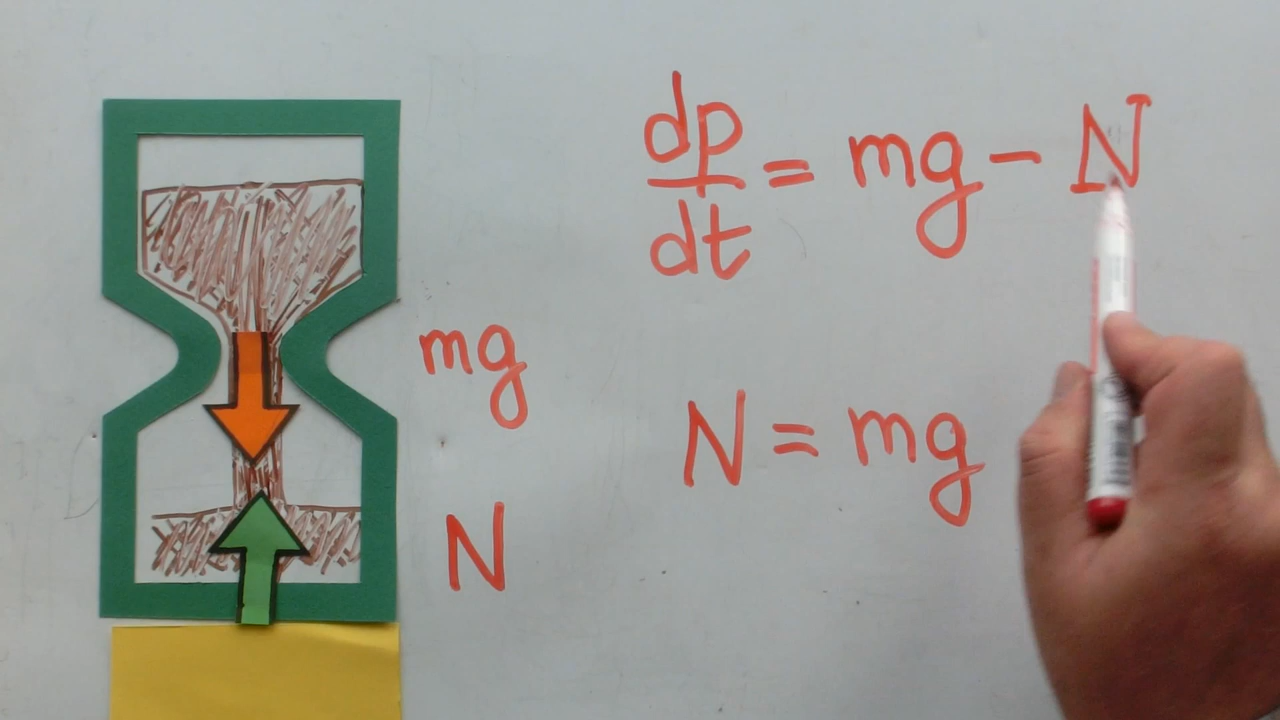 dp/dt = mg - N
mg
N = mg
N